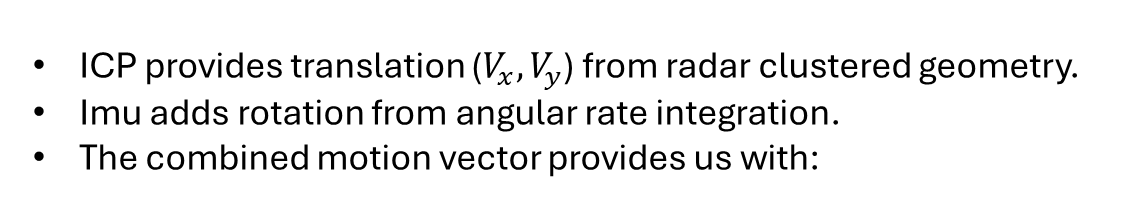 • ICP provides translation (Vₓ, Vᵧ) from radar clustered geometry.
• Imu adds rotation from angular rate integration.
• The combined motion vector provides us with: